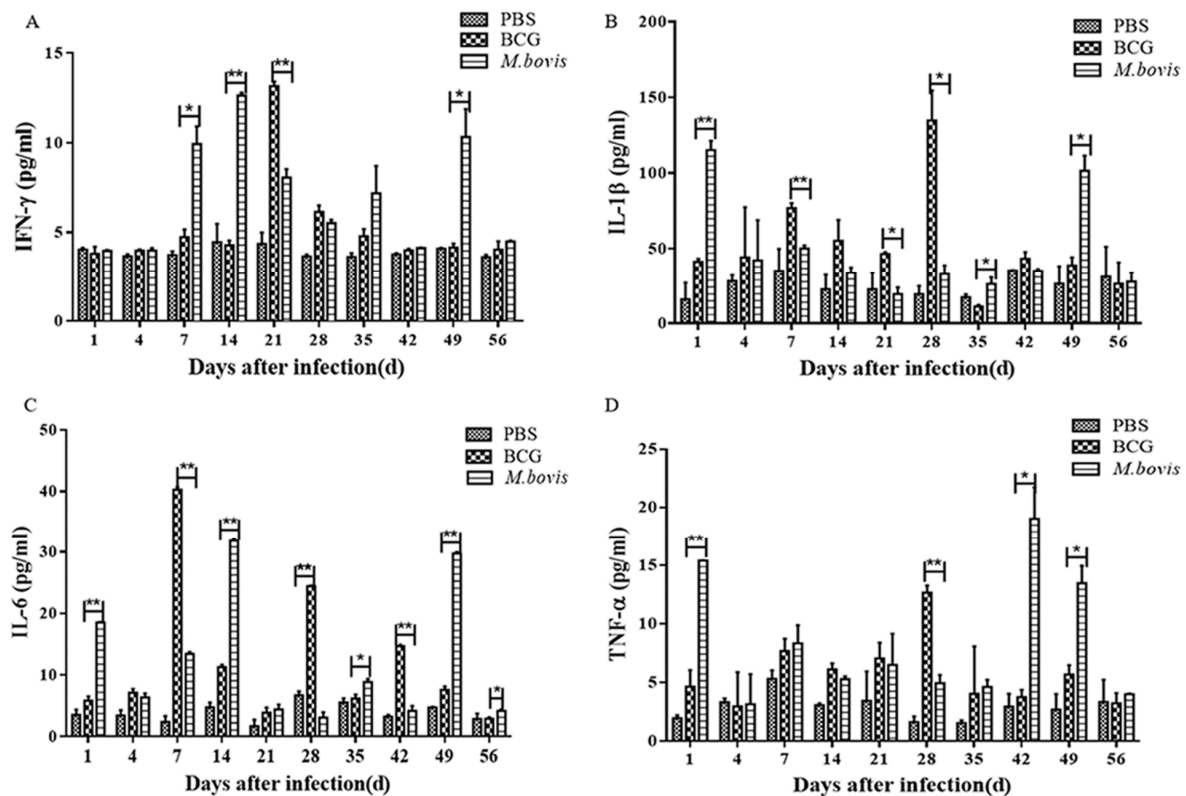 A
PBS
BCG
M.bovis
IFN-γ (pg/ml)
15
10
5
0
** ** * *
1 4 7 14 21 28 35 42 49 56
Days after infection(d)
B
PBS
BCG
M.bovis
IL-1β (pg/ml)
200
150
100
50
0
* ** * ** * *
1 4 7 14 21 28 35 42 49 56
Days after infection(d)
C
PBS
BCG
M.bovis
IL-6 (pg/ml)
50
40
30
20
10
0
** ** ** ** ** ** * *
1 4 7 14 21 28 35 42 49 56
Days after infection(d)
D
PBS
BCG
M.bovis
TNF-α (pg/ml)
25
20
15
10
5
0
* ** * **
1 4 7 14 21 28 35 42 49 56
Days after infection(d)